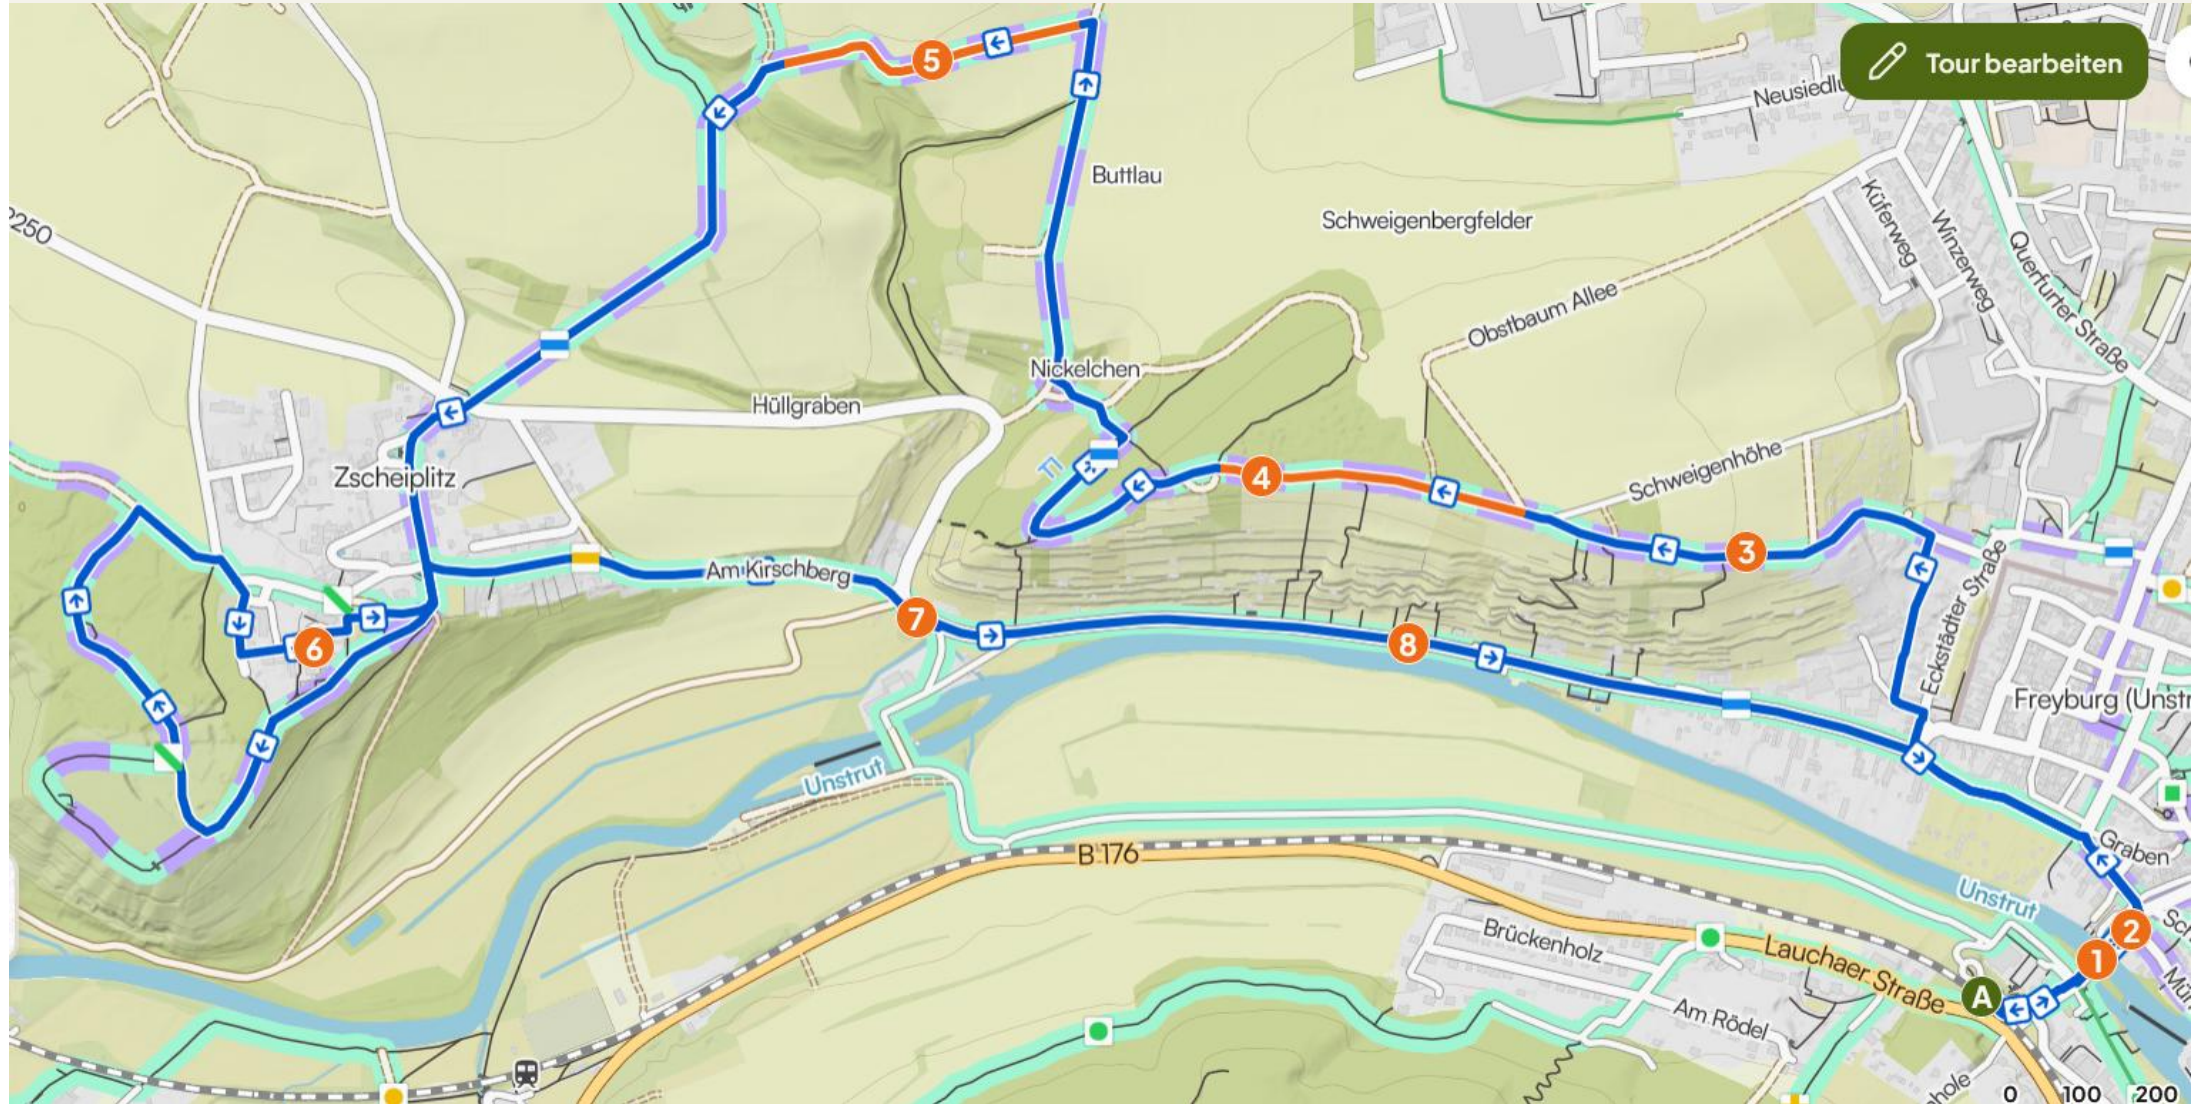 5
Tour bearbeiten
Neusiedlu
Buttlau
Schweigenbergfelder
Küferweg
Winzerweg
Querfurter Straße
Obstbaum Allee
Nickelchen
Hüllgraben
Zscheiplitz
4
Schweigenhöhe
3
Am Kirschberg
7
8
6
Eckstädter Straße
Freyburg (Unstr
Unstrut
B 176
Graben
Unstrut
Brückenholz
Lauchaer Straße
2
1
A
Am Rödel
0 100 200